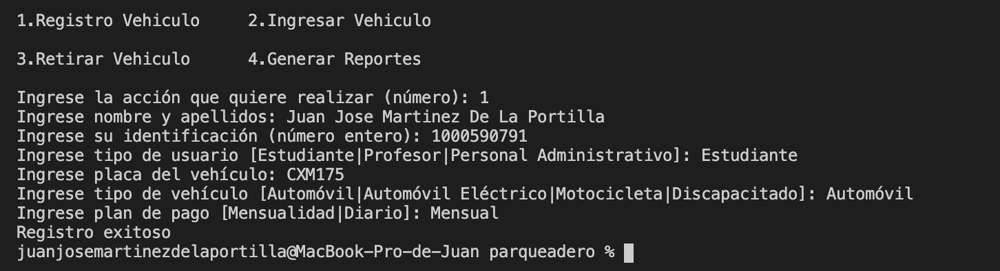 1.Registro Vehiculo     2.Ingresar Vehiculo
3.Retirar Vehiculo      4.Generar Reportes
Ingrese la acción que quiere realizar (número): 1
Ingrese nombre y apellidos: Juan Jose Martinez De La Portilla
Ingrese su identificación (número entero): 1000590791
Ingrese tipo de usuario [Estudiante|Profesor|Personal Administrativo]: Estudiante
Ingrese placa del vehículo: CXM175
Ingrese tipo de vehículo [Automóvil|Automóvil Eléctrico|Motocicleta|Discapacitado]: Automóvil
Ingrese plan de pago [Mensualidad|Diario]: Mensual
Registro exitoso
juanjosemartinezdelaportilla@MacBook-Pro-de-Juan parqueadero %